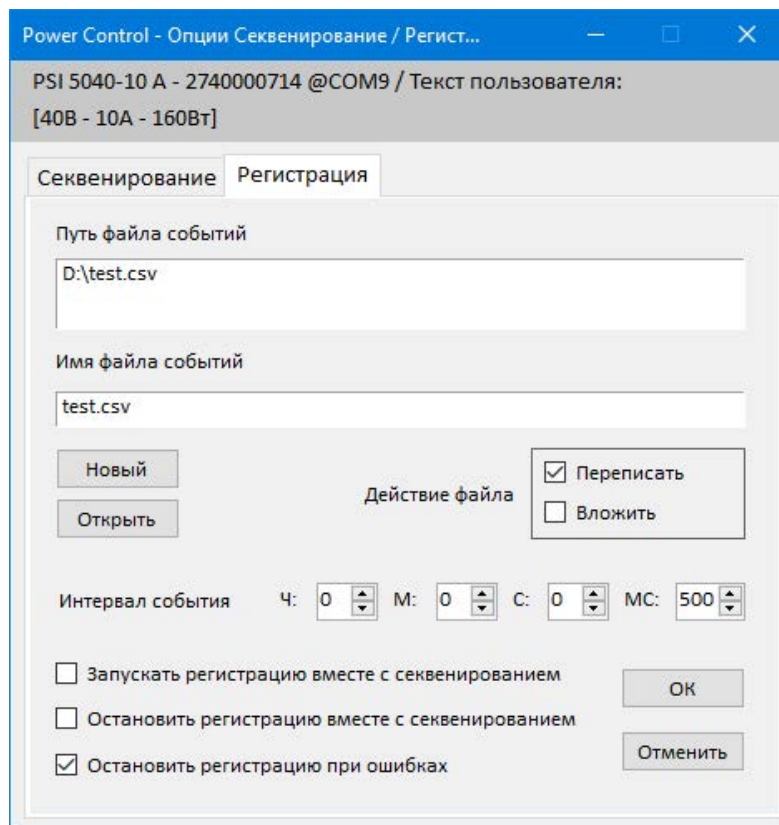 Power Control - Опции Секвенирование / Регист...
PSI 5040-10 A - 2740000714 @COM9 / Текст пользователя:
[40В - 10А - 160Вт]
Секвенирование Регистрация
Путь файла событий
D:\test.csv
Имя файла событий
test.csv
Новый
Открыть
Действие файла
Переписать
Вложить
Интервал события Ч: 0 М: 0 С: 0 МС: 500
Запускать регистрацию вместе с секвенированием
Остановить регистрацию вместе с секвенированием
Остановить регистрацию при ошибках
ОК
Отменить